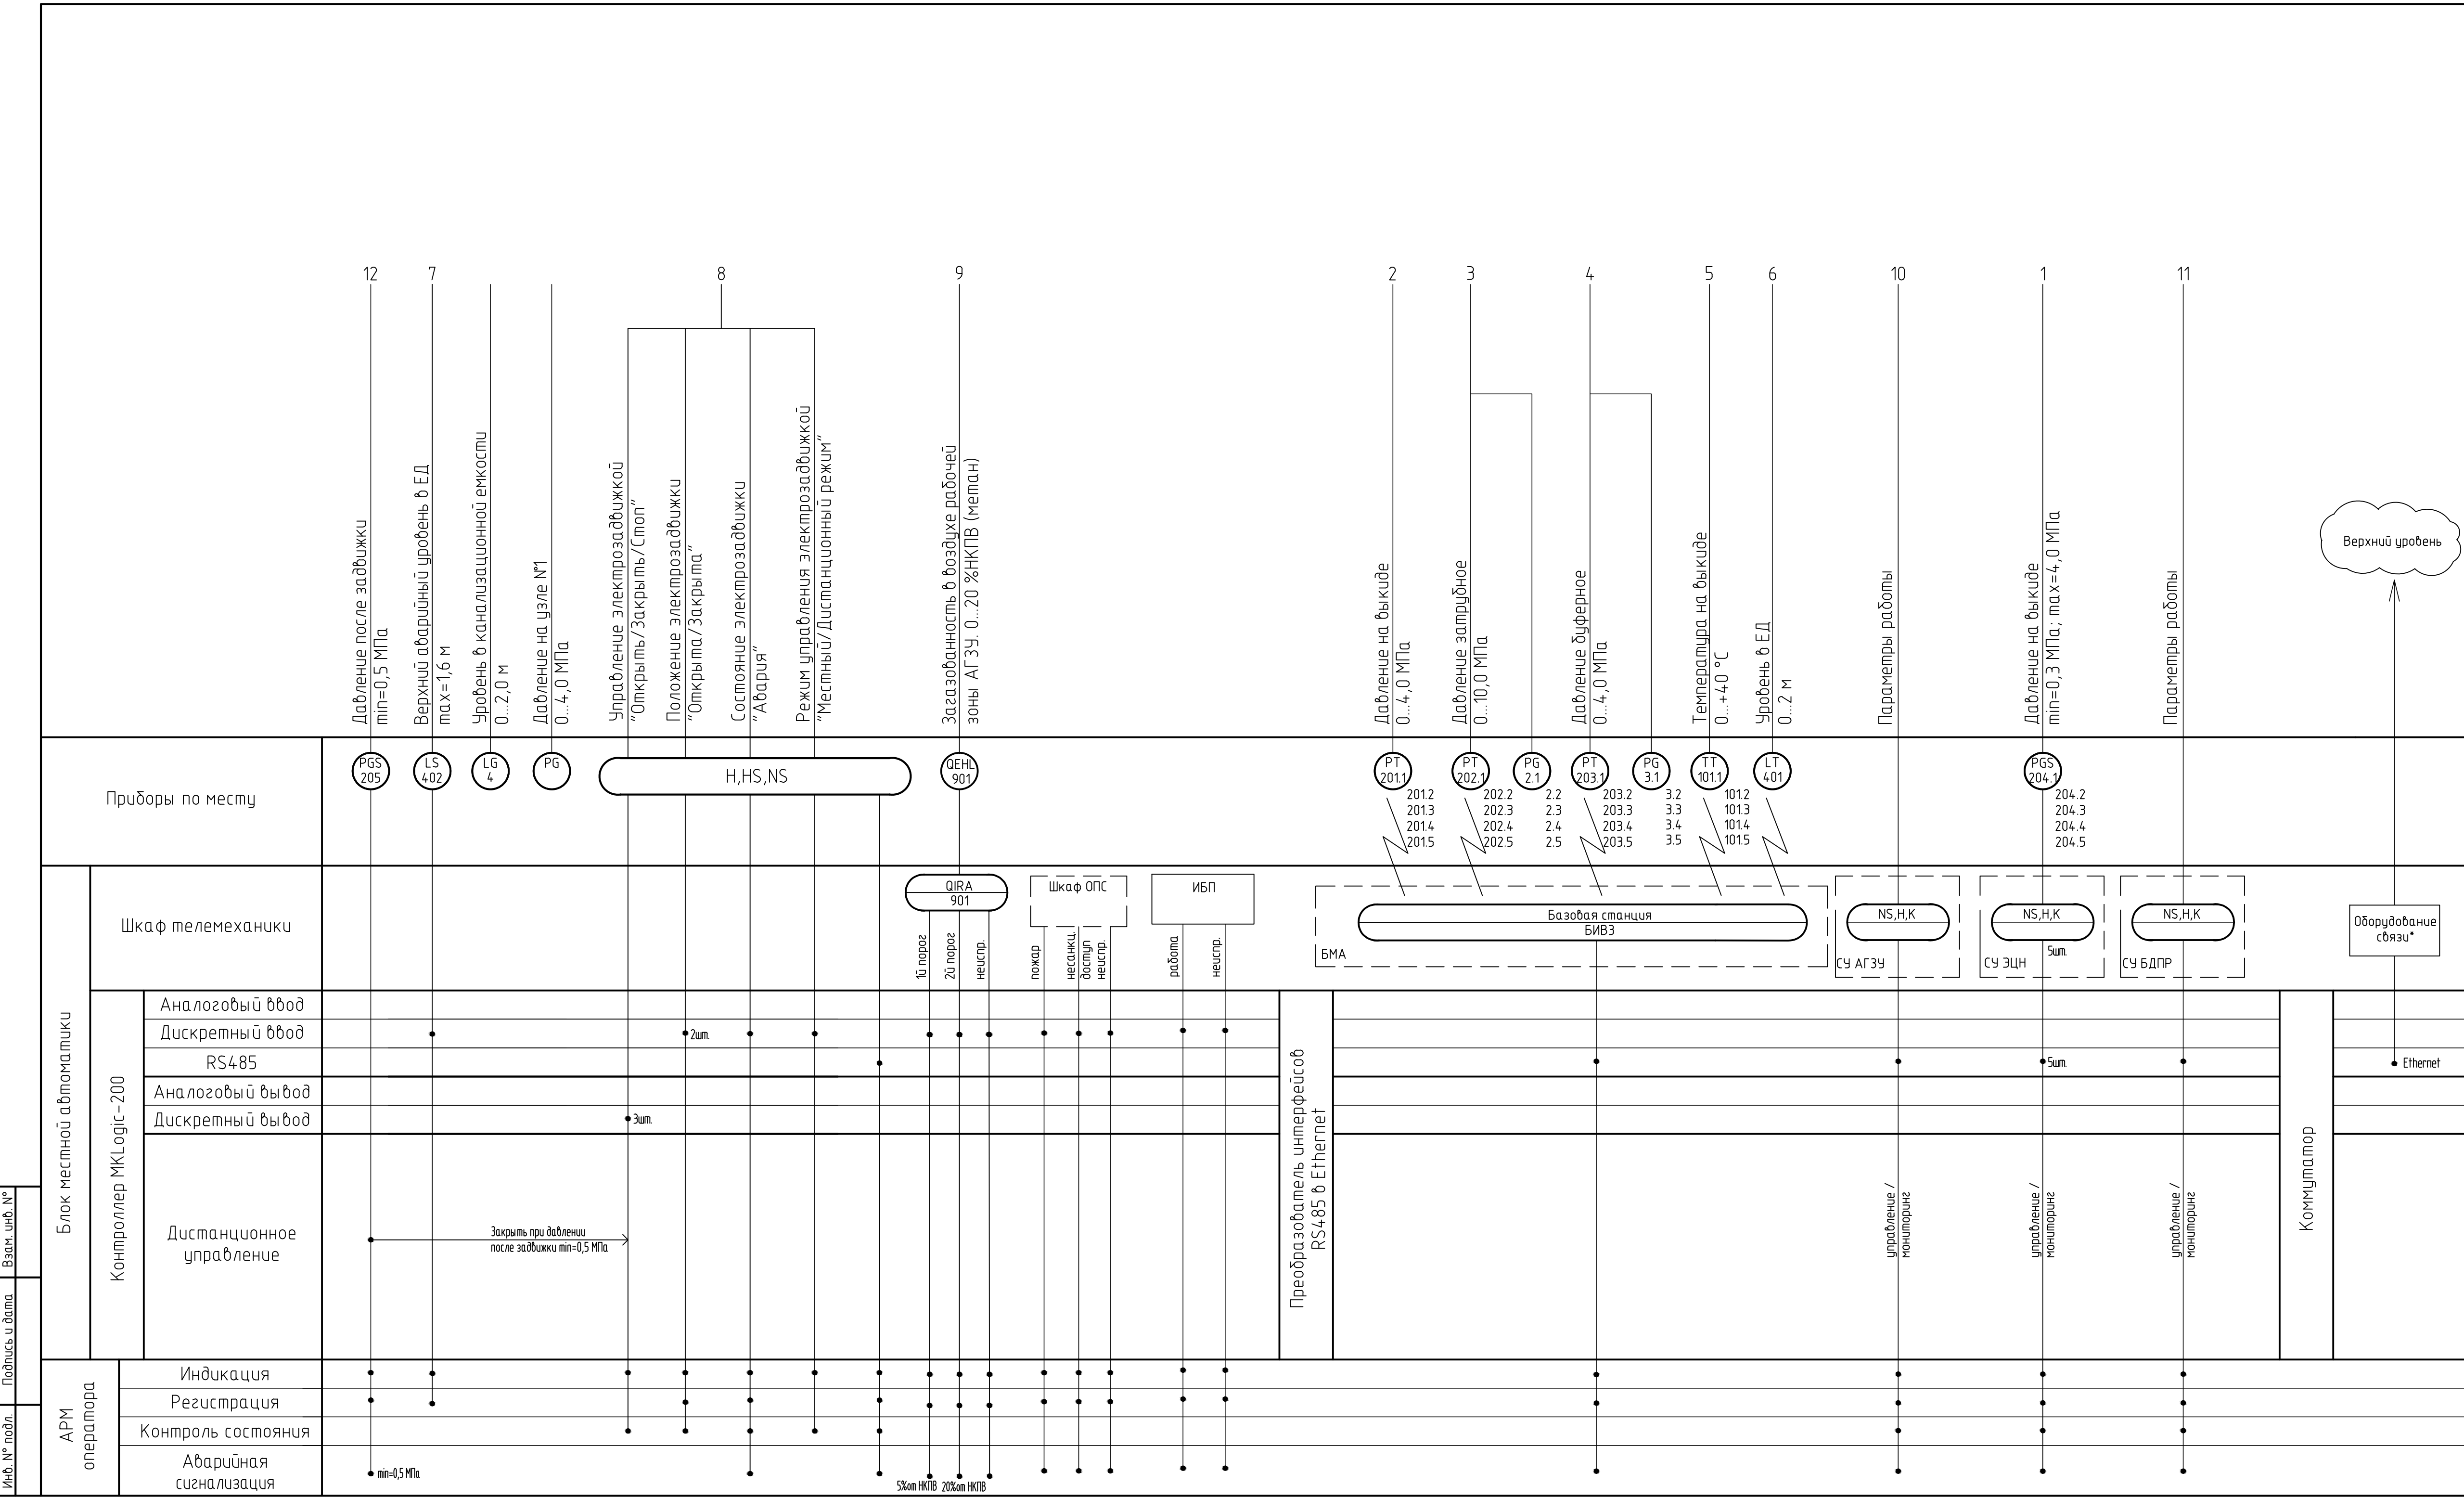 12
7
8
9
2
3
4
5
6
10
1
11
Давление после задвижки
min=0,5 МПа
Верхний аварийный уровень в ЕД
max=1,6 м
Уровень в канализационной емкости
0...2,0 м
Давление на узле №1
0...4,0 МПа
Управление электрозадвижкой
"Открыть/Закрыть/Стоп"
Положение электрозадвижки
"Открыта/Закрыта"
Состояние электрозадвижки
"Авария"
Режим управления электрозадвижкой
"Местный/Дистанционный режим"
Загазованность в воздухе рабочей
зоны АГЗУ. 0...20 %НКПВ (метан)
Давление на выкиде
0...4,0 МПа
Давление затрубное
0...10,0 МПа
Давление буферное
0...4,0 МПа
Температура на выкиде
0...+40 °С
Уровень в ЕД
0...2 м
Параметры работы
Давление на выкиде
min=0,3 МПа; max=4,0 МПа
Параметры работы
Верхний уровень
Приборы по месту
PGS
205
LS
402
LG
4
PG
H,HS,NS
QEHL
901
PT
201.1
201.2
201.3
201.4
201.5
PT
202.1
202.2
202.3
202.4
202.5
PG
2.1
2.2
2.3
2.4
2.5
PT
203.1
203.2
203.3
203.4
203.5
PG
3.1
3.2
3.3
3.4
3.5
TT
101.1
101.2
101.3
101.4
101.5
LT
401
PGS
204.1
204.2
204.3
204.4
204.5
Блок местной автоматики
Шкаф телемеханики
QIRA
901
1й порог
2й порог
неиспр.
Шкаф ОПС
пожар
несанкц.
доступ
неиспр.
ИБП
работа
неиспр.
Базовая станция
БИВЗ
БМА
NS,H,K
СУ АГЗУ
NS,H,K
5шт.
СУ ЭЦН
NS,H,K
СУ БДПР
Оборудование
связи*
Контроллер MKLogic-200
Аналоговый ввод
Дискретный ввод
2шт.
RS485
5шт.
Ethernet
Аналоговый вывод
Дискретный вывод
3шт.
Дистанционное
управление
Закрыть при давлении
после задвижки min=0,5 МПа
Преобразователь интерфейсов
RS485 в Ethernet
управление /
мониторинг
управление /
мониторинг
управление /
мониторинг
Коммутатор
АРМ
оператора
Индикация
Регистрация
Контроль состояния
Аварийная
сигнализация
min=0,5 МПа
5%от НКПВ
20%от НКПВ
Взам. инв. №
Подпись и дата
Инв. № подл.